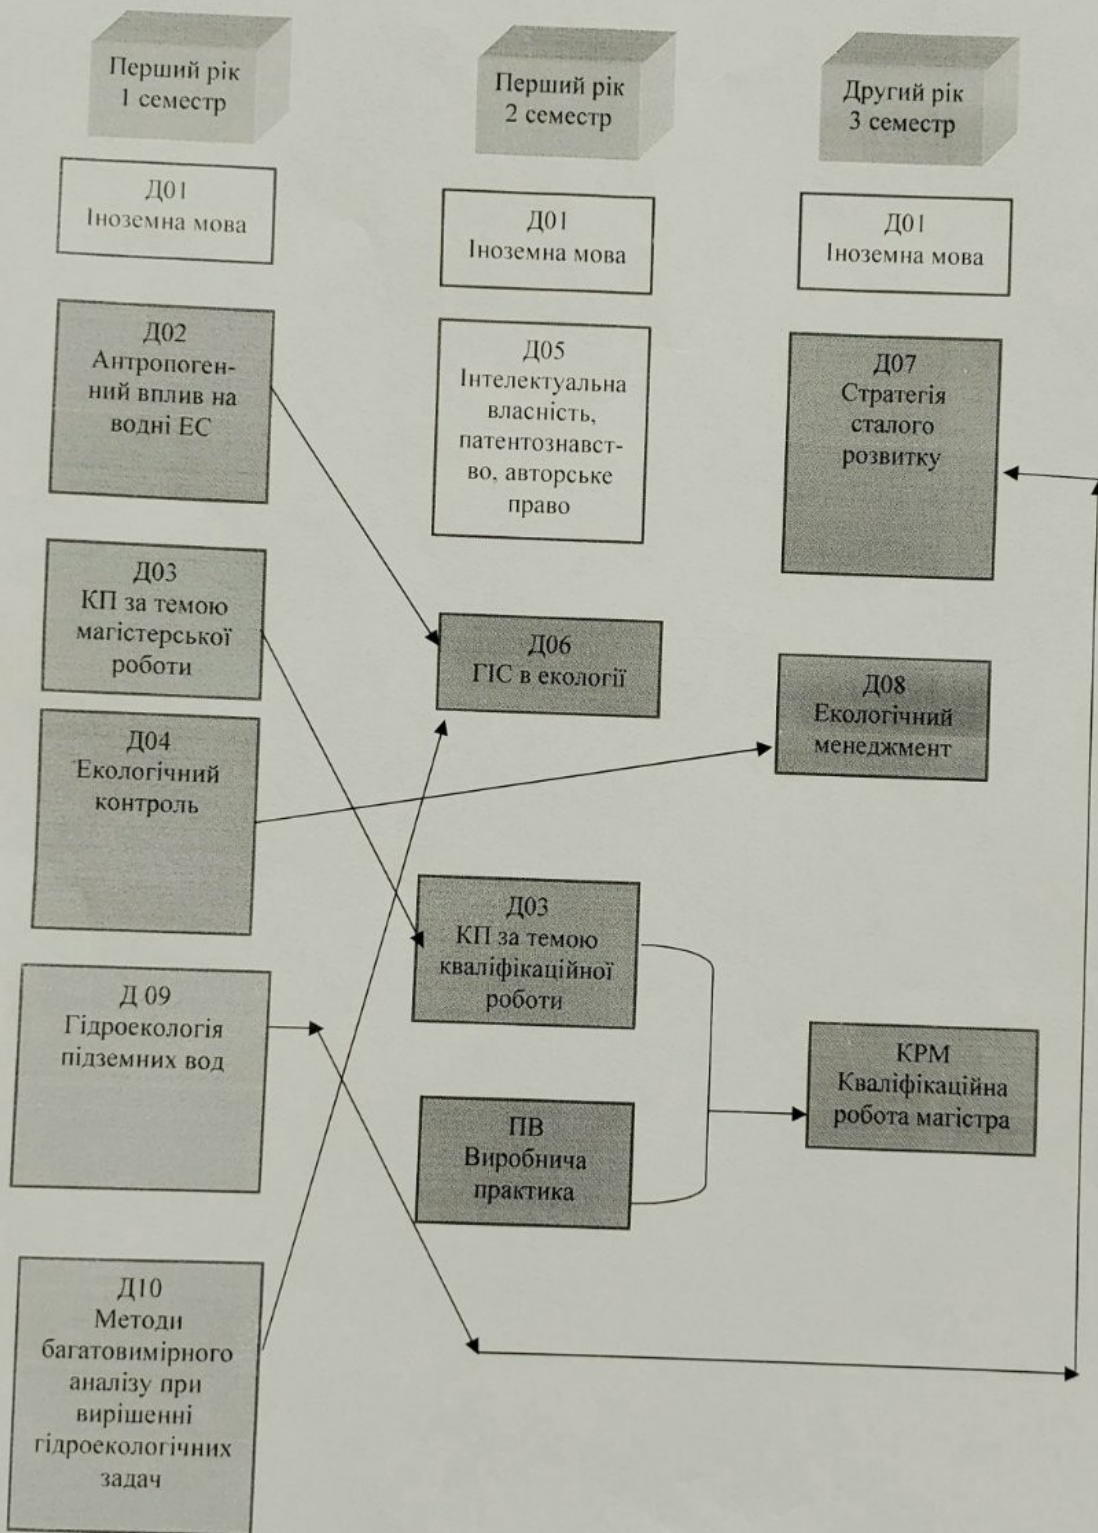 Перший рік
1 семестр
Перший рік
2 семестр
Другий рік
3 семестр
Д01
Іноземна мова
Д02
Антропоген-
ний вплив на
водні ЕС
Д03
КП за темою
магістерської
роботи
Д04
Екологічний
контроль
Д 09
Гідроекологія
підземних вод
Д10
Методи
багатовимірного
аналізу при
вирішенні
гідроекологічних
задач
Д01
Іноземна мова
Д05
Інтелектуальна
власність,
патентознавст-
во, авторське
право
Д06
ГІС в екології
Д03
КП за темою
кваліфікаційної
роботи
ПВ
Виробнича
практика
Д01
Іноземна мова
Д07
Стратегія
сталого
розвитку
Д08
Екологічний
менеджмент
КРМ
Кваліфікаційна
робота магістра